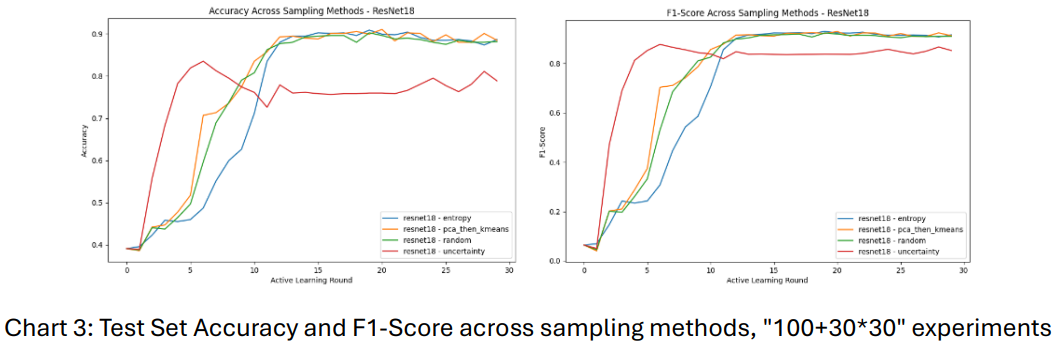 Accuracy Across Sampling Methods - ResNet18
0.9
0.8
0.7
0.6
0.5
0.4
Accuracy
0
5
10
15
20
25
30
Active Learning Round
resnet18 - entropy
resnet18 - pca_then_kmeans
resnet18 - random
resnet18 - uncertainty
F1-Score Across Sampling Methods - ResNet18
0.8
0.6
0.4
0.2
0.0
F1-Score
0
5
10
15
20
25
30
Active Learning Round
resnet18 - entropy
resnet18 - pca_then_kmeans
resnet18 - random
resnet18 - uncertainty
Chart 3: Test Set Accuracy and F1-Score across sampling methods, "100+30*30" experiments